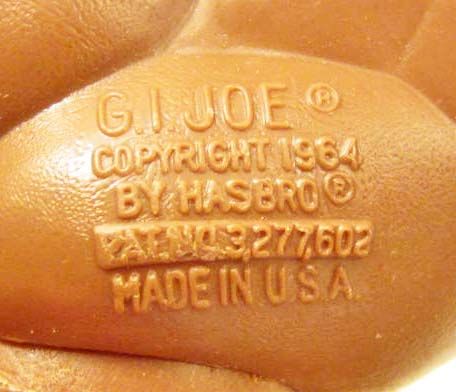 G.I. JOE®
COPYRIGHT 1964
BY HASBRO®
PAT. NO. 3,277,602
MADE IN U.S.A.